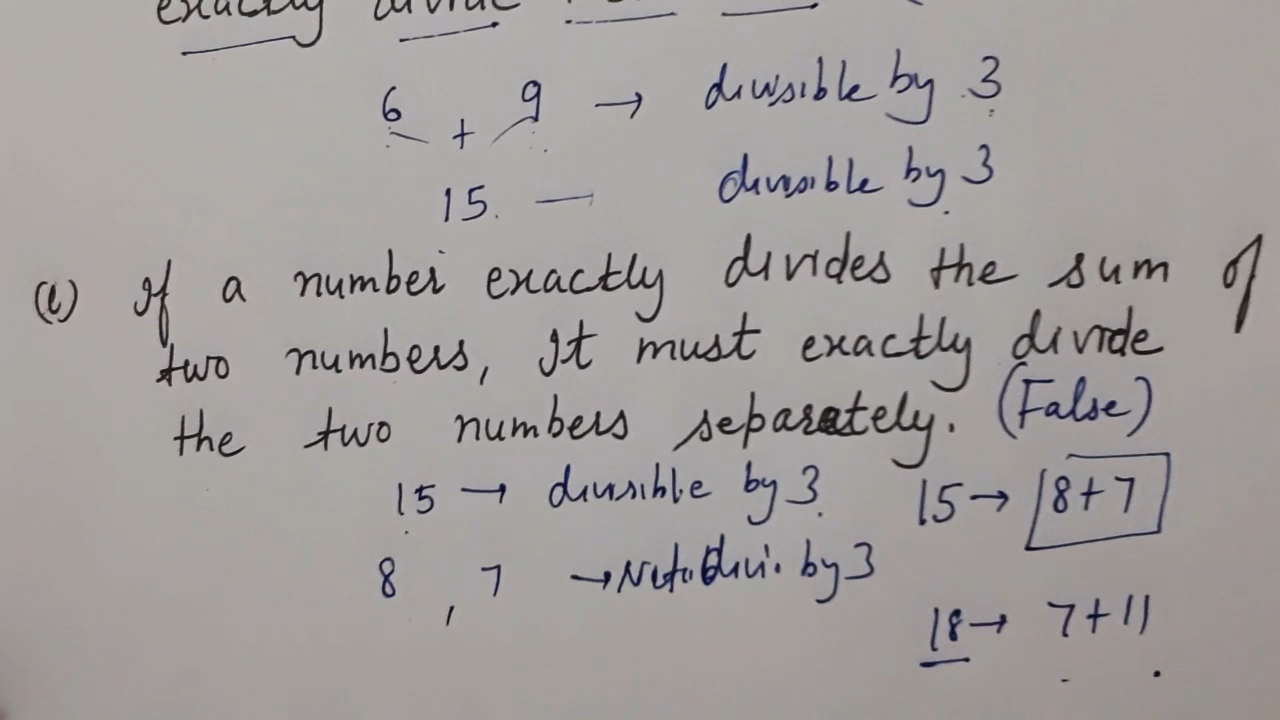 exactly divide
6 + 9 → divisible by 3
15. — divisible by 3
(l) If a number exactly divides the sum of
two numbers, It must exactly divide
the two numbers separately. (False)
15 → divisible by 3 15 → 8+7
8 , 7 → Not divi. by 3
18 → 7+11